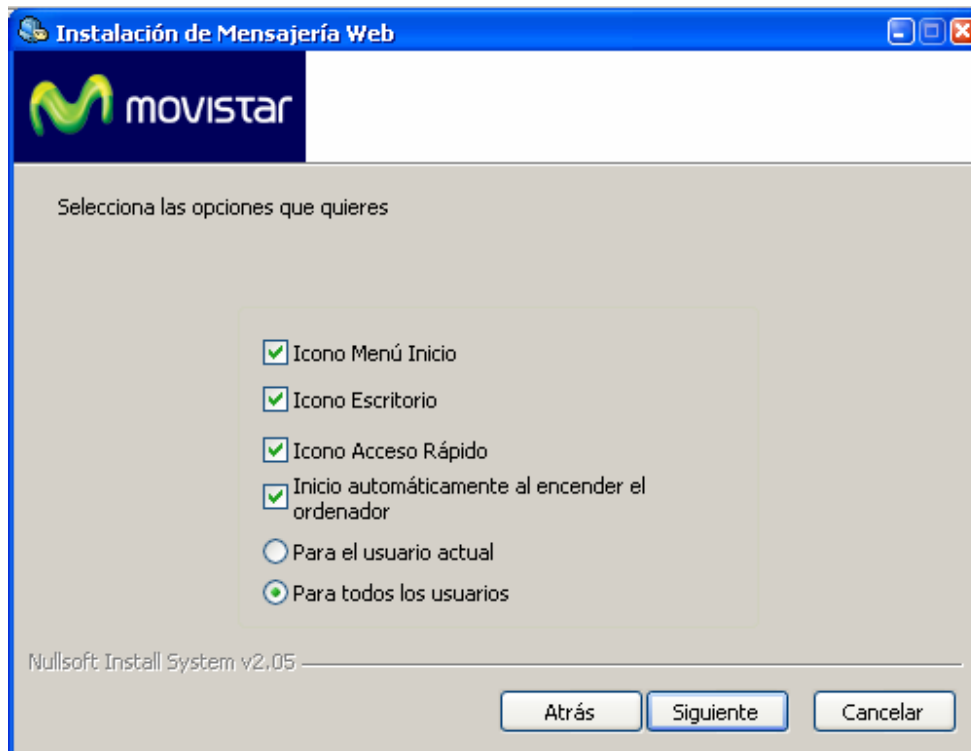 Instalación de Mensajería Web
movistar
Selecciona las opciones que quieres
Icono Menú Inicio
Icono Escritorio
Icono Acceso Rápido
Inicio automáticamente al encender el
ordenador
Para el usuario actual
Para todos los usuarios
Nullsoft Install System v2.05
Atrás
Siguiente
Cancelar